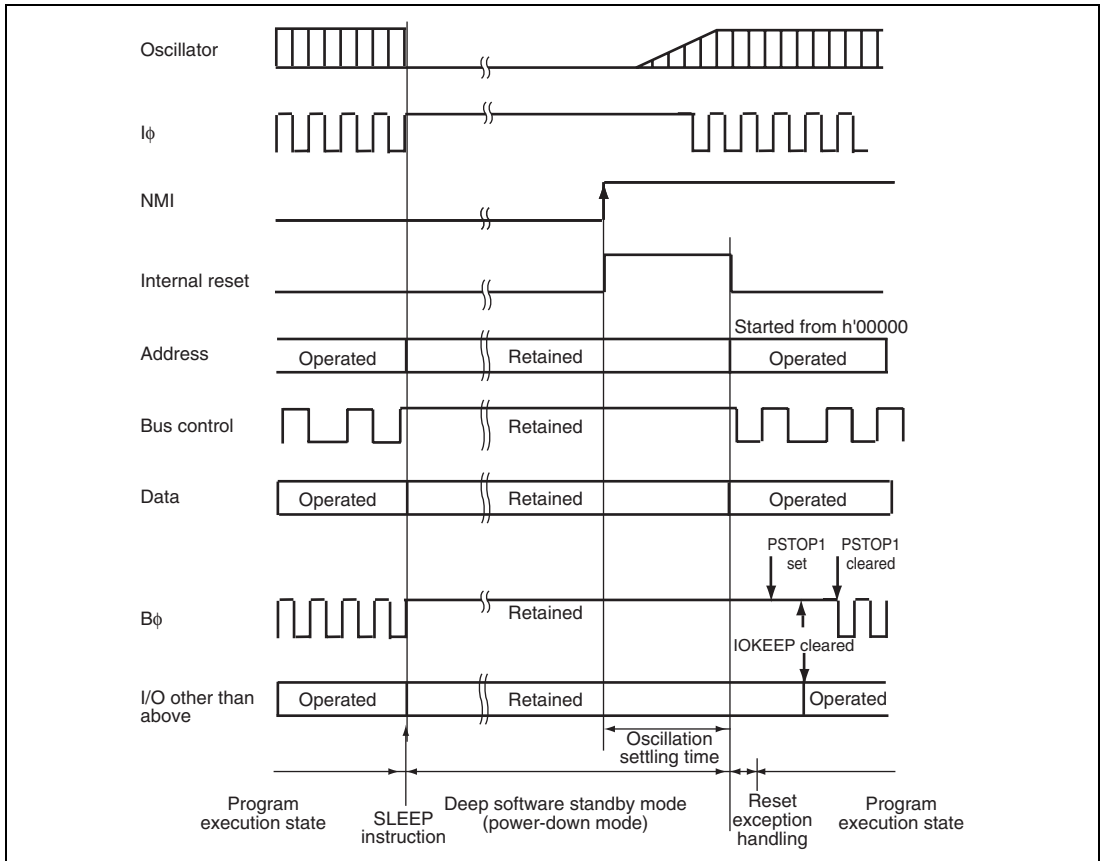 Oscillator
Iϕ
NMI
Internal reset
Started from h'00000
Address
Operated
Retained
Operated
Bus control
Retained
Data
Operated
Retained
Operated
PSTOP1
set
PSTOP1
cleared
Bϕ
Retained
IOKEEP cleared
I/O other than
above
Operated
Retained
Operated
Oscillation
settling time
Program
execution state
SLEEP
instruction
Deep software standby mode
(power-down mode)
Reset
exception
handling
Program
execution state